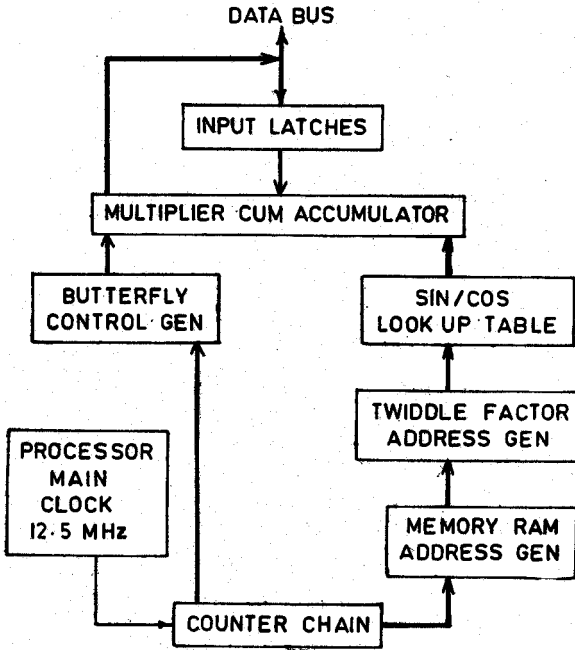 DATA BUS
INPUT LATCHES
MULTIPLIER CUM ACCUMULATOR
BUTTERFLY
CONTROL GEN
SIN/COS
LOOK UP TABLE
TWIDDLE FACTOR
ADDRESS GEN
PROCESSOR
MAIN
CLOCK
12.5 MHz
MEMORY RAM
ADDRESS GEN
COUNTER CHAIN